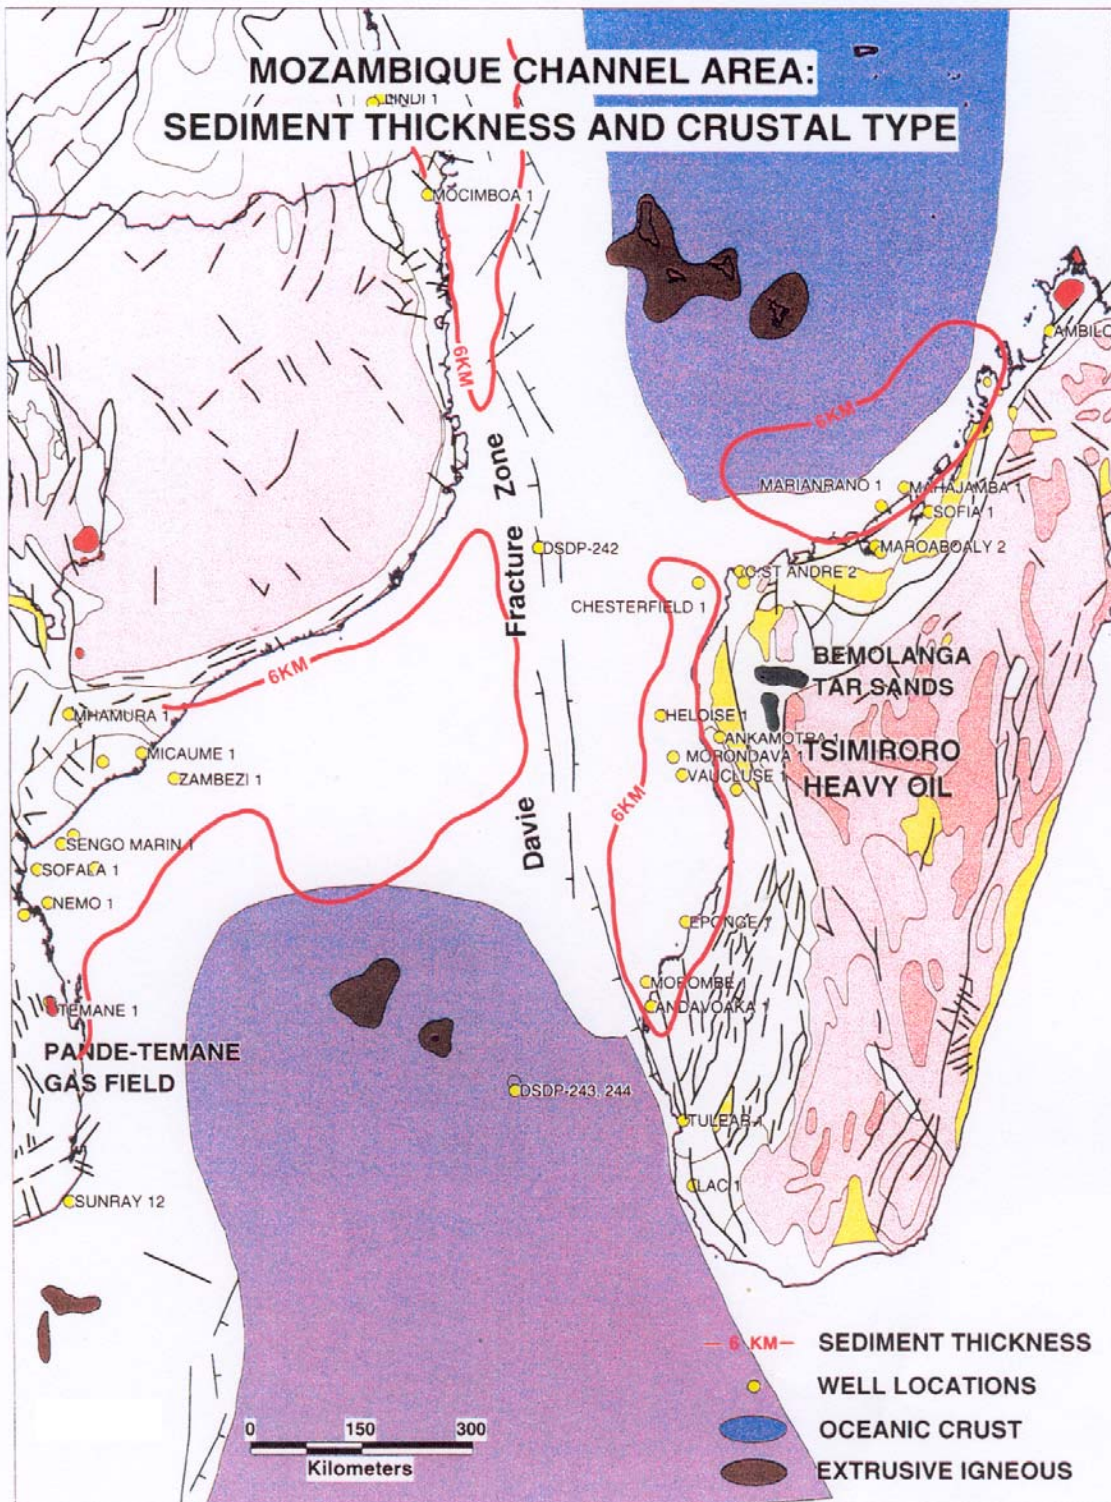 MOZAMBIQUE CHANNEL AREA:
LINDI 1
SEDIMENT THICKNESS AND CRUSTAL TYPE
MOCIMBOA 1
AMBILO
6KM
6KM
Davie Fracture Zone
MARIANRANO 1
MAHAJAMBA 1
SOFIA 1
DSDP-242
MAROABOALY 2
C.ST ANDRE 2
CHESTERFIELD 1
6KM
BEMOLANGA
TAR SANDS
MHAMURA 1
HELOISE 1
ANKAMOTRA 1
MICAUME 1
MORONDAVA 1
TSIMIRORO
HEAVY OIL
ZAMBEZI 1
VAUCLUSE 1
6KM
SENGO MARIN 1
SOFALA 1
NEMO 1
EPONGE 1
MOROMBE 1
TEMANE 1
ANDAVOAKA 1
PANDE-TEMANE
GAS FIELD
DSDP-243, 244
TULEAR 1
LAC 1
SUNRAY 12
6 KM SEDIMENT THICKNESS
WELL LOCATIONS
OCEANIC CRUST
EXTRUSIVE IGNEOUS
0 150 300
Kilometers